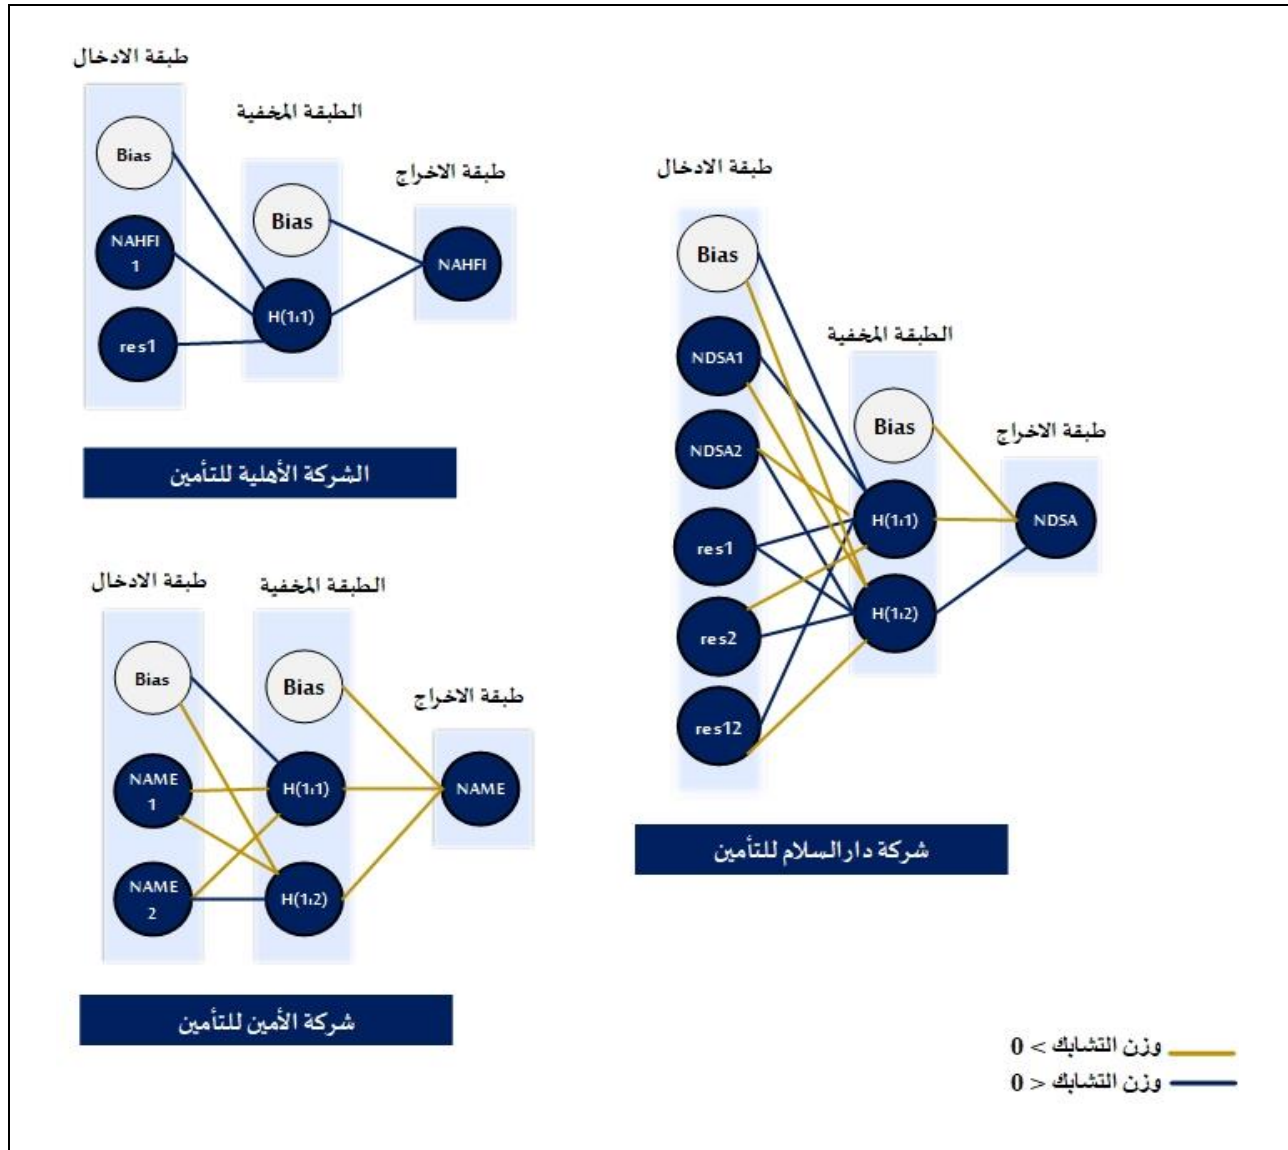 طبقة الادخال
الطبقة المخفية
طبقة الاخراج
Bias
NAHFI
1
res1
Bias
H(1،1)
NAHFI
الشركة الأهلية للتأمين
طبقة الادخال
الطبقة المخفية
طبقة الاخراج
Bias
NDSA1
NDSA2
res1
res2
res12
Bias
H(1،1)
H(1،2)
NDSA
شركة دار السلام للتأمين
طبقة الادخال
الطبقة المخفية
طبقة الاخراج
Bias
NAME
1
NAME
2
Bias
H(1،1)
H(1،2)
NAME
شركة الأمين للتأمين
وزن التشابك > 0
وزن التشابك < 0